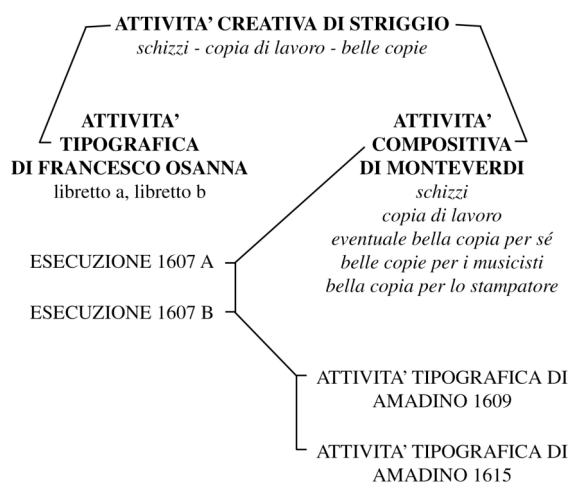 ATTIVITA’ CREATIVA DI STRIGGIO
schizzi - copia di lavoro - belle copie
ATTIVITA’
TIPOGRAFICA
DI FRANCESCO OSANNA
libretto a, libretto b
ATTIVITA’
COMPOSITIVA
DI MONTEVERDI
schizzi
copia di lavoro
eventuale bella copia per sé
belle copie per i musicisti
bella copia per lo stampatore
ESECUZIONE 1607 A
ESECUZIONE 1607 B
ATTIVITA’ TIPOGRAFICA DI
AMADINO 1609
ATTIVITA’ TIPOGRAFICA DI
AMADINO 1615